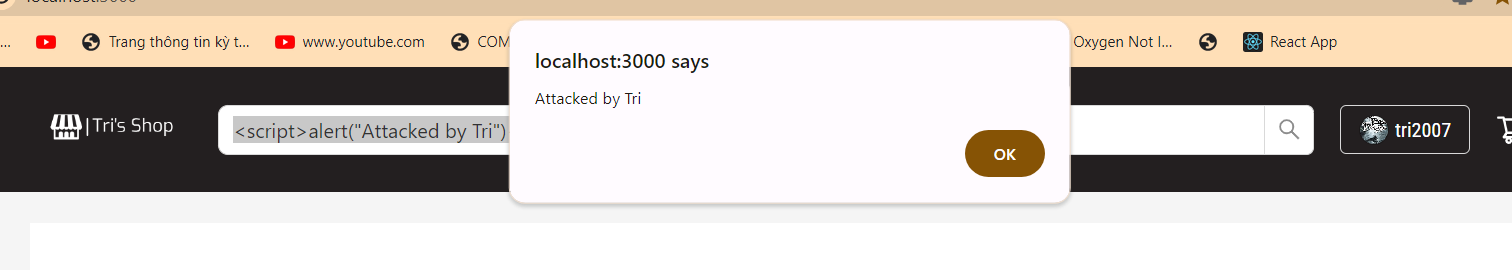 localhost:3000
... Trang thông tin kỳ t... www.youtube.com COM Oxygen Not I... React App
localhost:3000 says
Attacked by Tri
OK
|Tri's Shop
<script>alert("Attacked by Tri")
tri2007